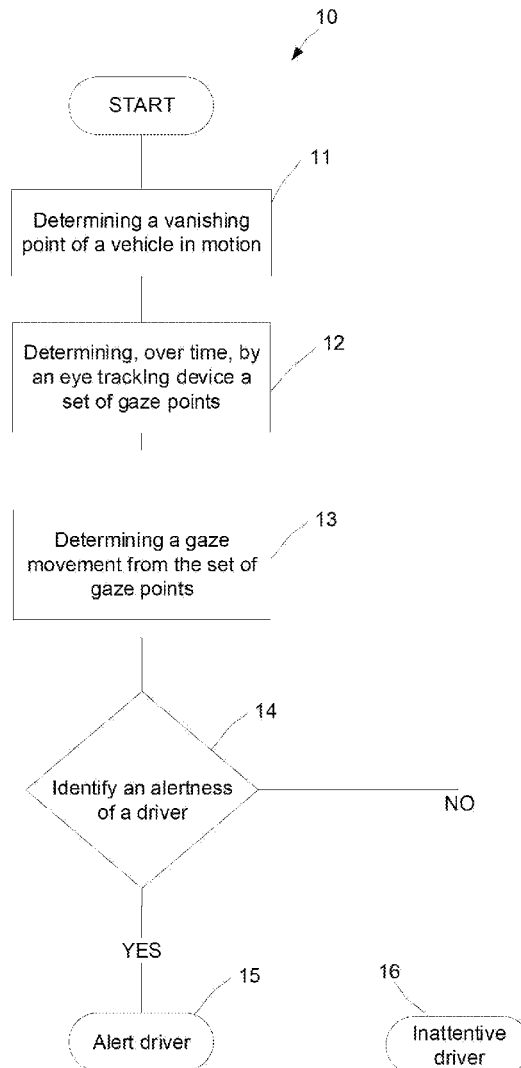 10
START
11
Determining a vanishing
point of a vehicle in motion
12
Determining, over time, by
an eye tracking device a
set of gaze points
13
Determining a gaze
movement from the set of
gaze points
14
Identify an alertness
of a driver
NO
YES
15
16
Alert driver
Inattentive
driver